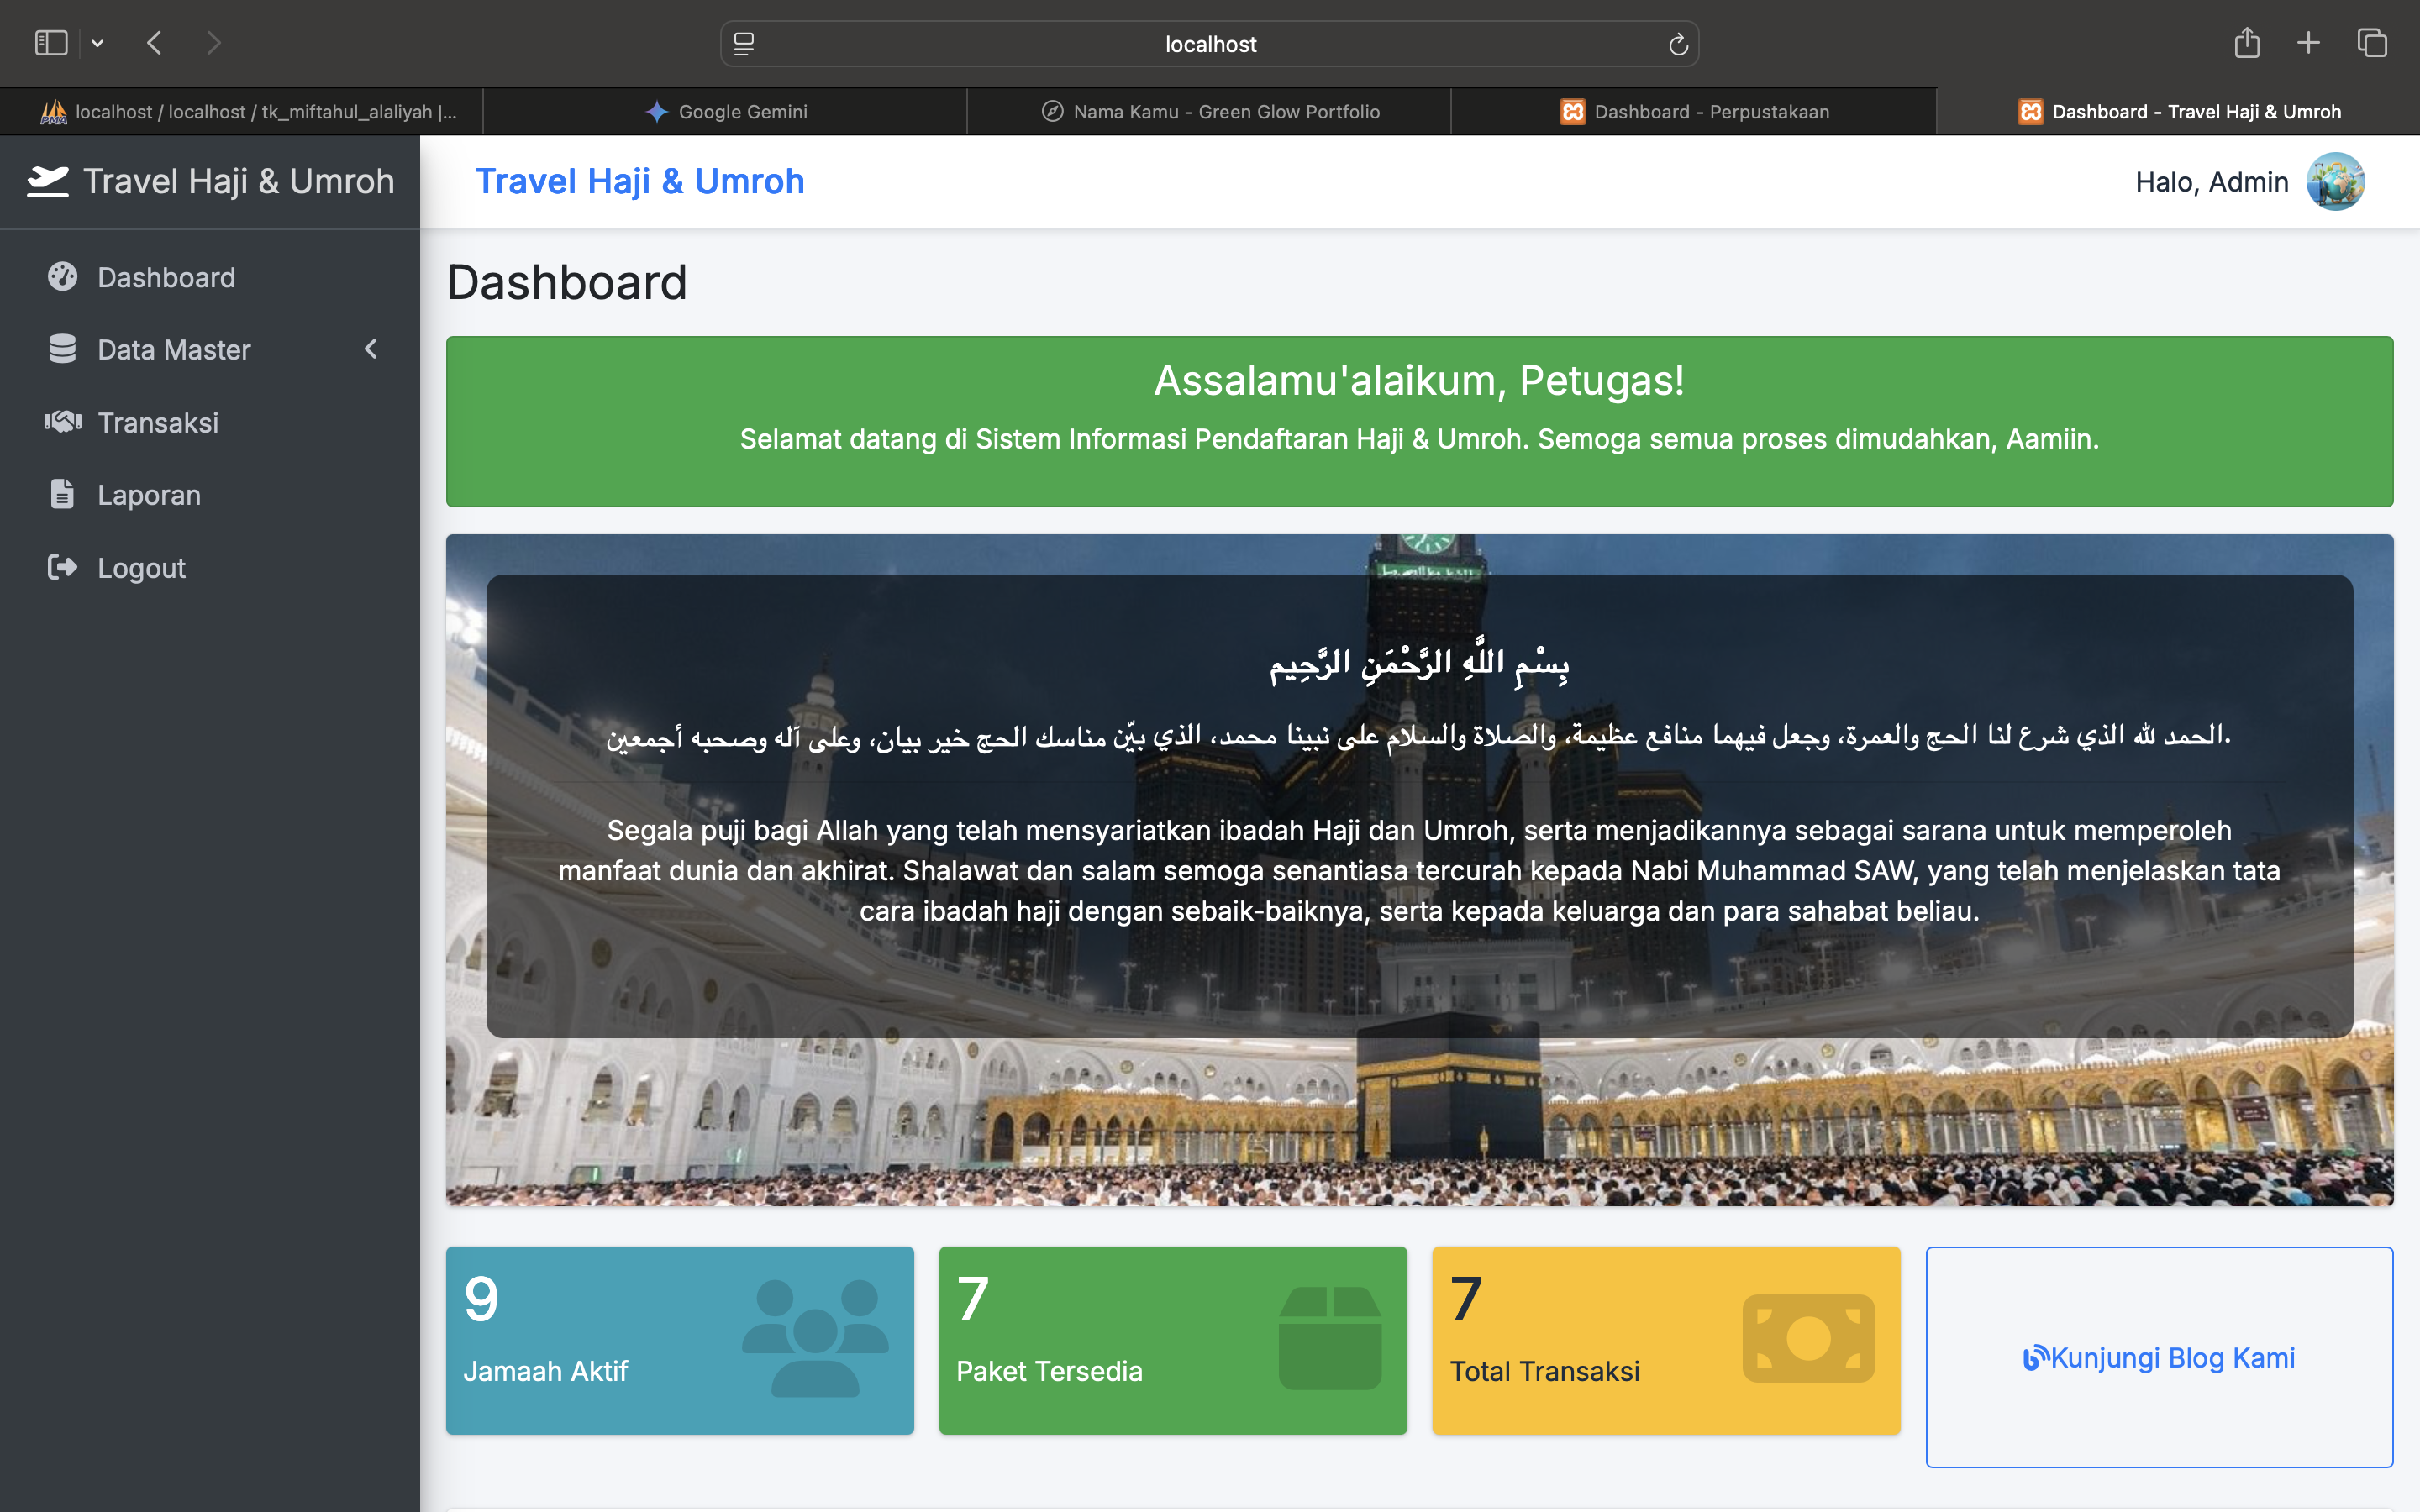 localhost
localhost / localhost / tk_miftahul_alaliyah |...
Google Gemini
Nama Kamu - Green Glow Portfolio
Dashboard - Perpustakaan
Dashboard - Travel Haji & Umroh
Travel Haji & Umroh
Travel Haji & Umroh
Halo, Admin
Dashboard
Data Master
Transaksi
Laporan
Logout
Dashboard
Assalamu'alaikum, Petugas!
Selamat datang di Sistem Informasi Pendaftaran Haji & Umroh. Semoga semua proses dimudahkan, Aamiin.
بِسْمِ اللَّهِ الرَّحْمَنِ الرَّحِيم
الحمد لله الذي شرع لنا الحج والعمرة، وجعل فيهما منافع عظيمة، والصلاة والسلام على نبينا محمد، الذي بيّن مناسك الحج خير بيان، وعلى آله وصحبه أجمعين.
Segala puji bagi Allah yang telah mensyariatkan ibadah Haji dan Umroh, serta menjadikannya sebagai sarana untuk memperoleh
manfaat dunia dan akhirat. Shalawat dan salam semoga senantiasa tercurah kepada Nabi Muhammad SAW, yang telah menjelaskan tata
cara ibadah haji dengan sebaik-baiknya, serta kepada keluarga dan para sahabat beliau.
9
Jamaah Aktif
7
Paket Tersedia
7
Total Transaksi
Kunjungi Blog Kami